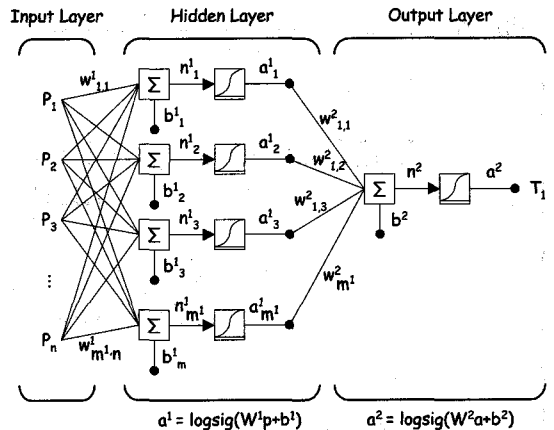 Input Layer
Hidden Layer
Output Layer
P₁
P₂
P₃
⋮
Pₙ
w¹₁,₁
w¹ₘ¹·ₙ
Σ
n¹₁
a¹₁
b¹₁
Σ
n¹₂
a¹₂
b¹₂
Σ
n¹₃
a¹₃
b¹₃
Σ
n¹ₘ¹
a¹ₘ¹
b¹ₘ
w²₁,₁
w²₁,₂
w²₁,₃
w²ₘ¹
Σ
n²
a²
b²
T₁
a¹ = logsig(W¹p+b¹)
a² = logsig(W²a+b²)